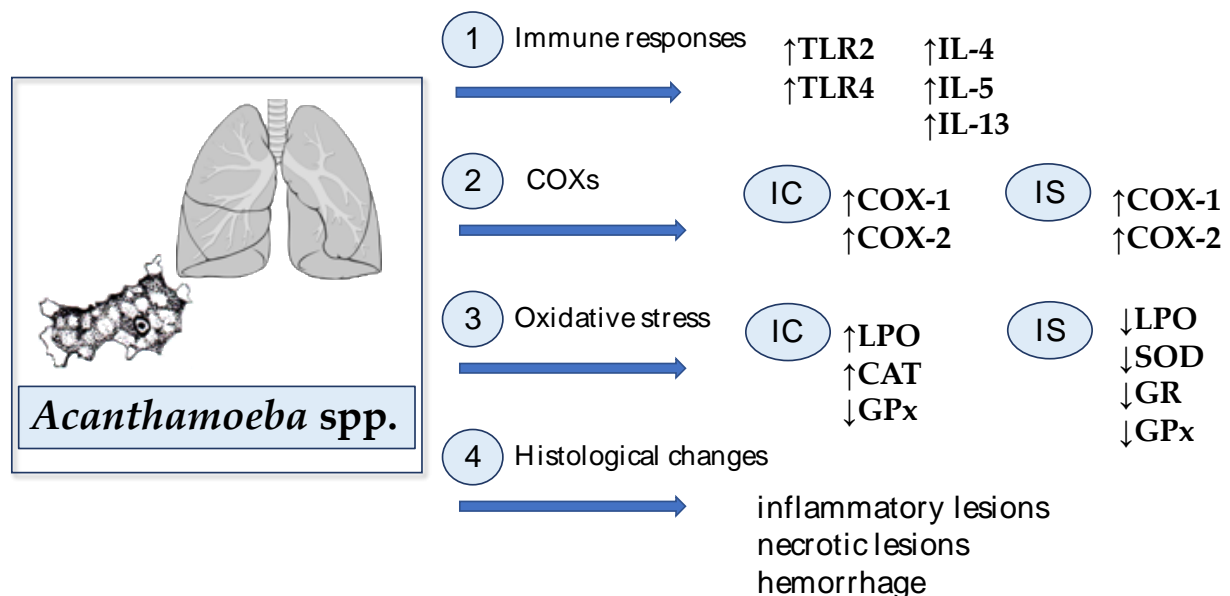 1 Immune responses
↑TLR2 ↑IL-4
↑TLR4 ↑IL-5
↑IL-13
2 COXs
IC ↑COX-1
↑COX-2
IS ↑COX-1
↑COX-2
3 Oxidative stress
IC ↑LPO
↑CAT
↓GPx
IS ↓LPO
↓SOD
↓GR
↓GPx
4 Histological changes
inflammatory lesions
necrotic lesions
hemorrhage
Acanthamoeba spp.